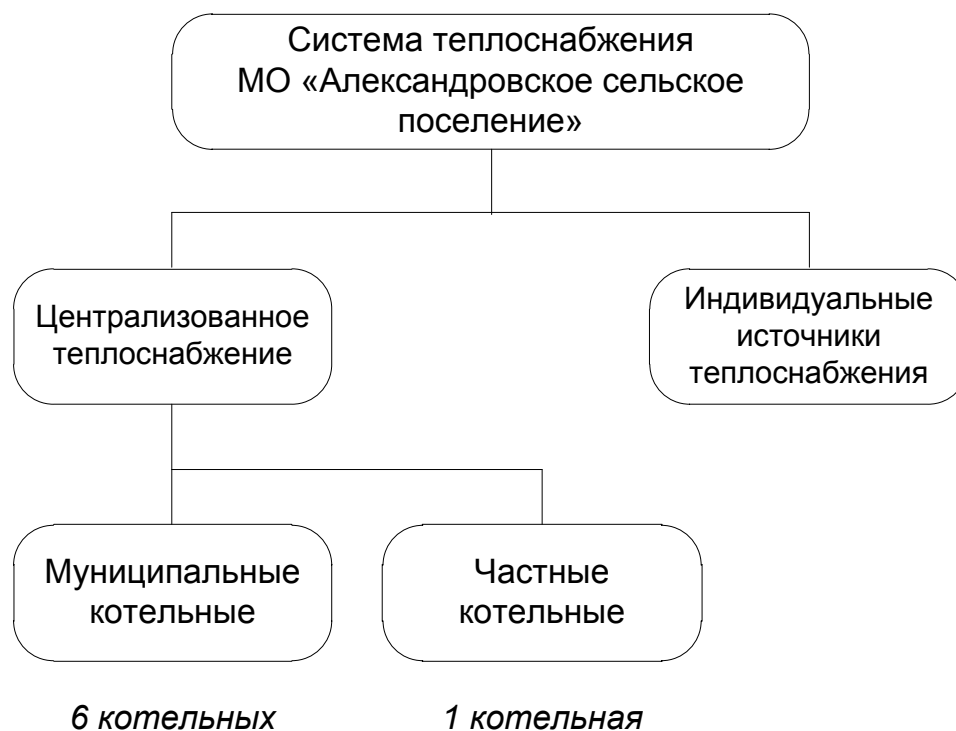 Система теплоснабжения
МО «Александровское сельское
поселение»
Централизованное
теплоснабжение
Индивидуальные
источники
теплоснабжения
Муниципальные
котельные
Частные
котельные
6 котельных
1 котельная